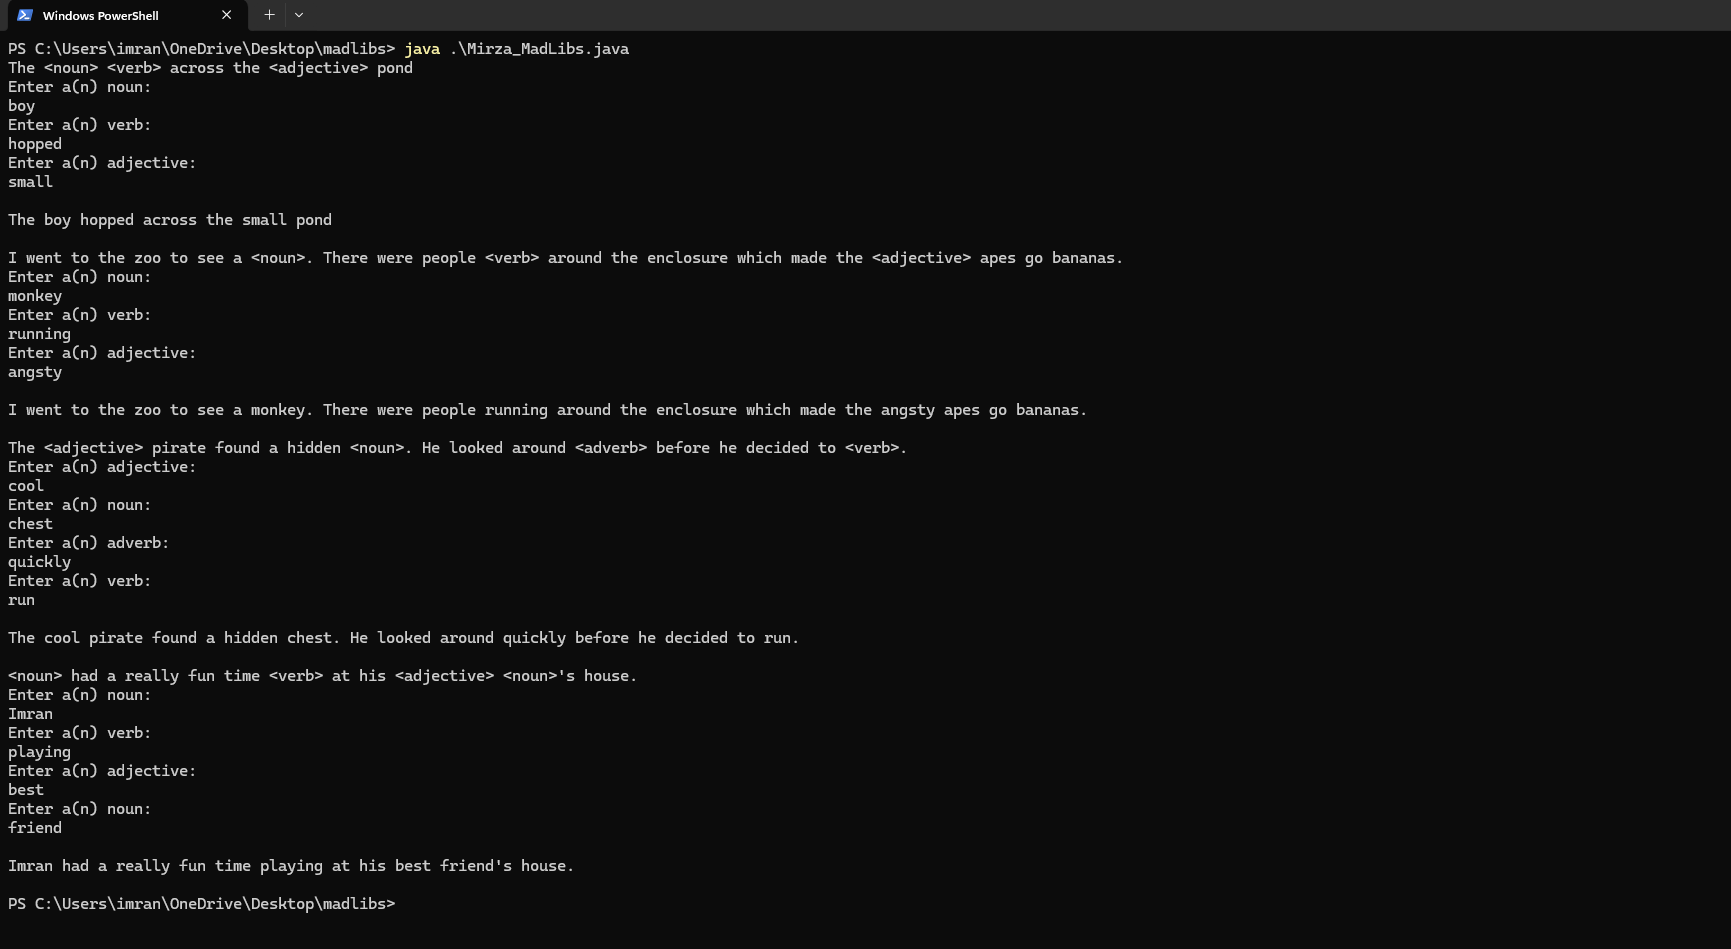 Windows PowerShell
PS C:\Users\imran\OneDrive\Desktop\madlibs> java .\Mirza_MadLibs.java
The <noun> <verb> across the <adjective> pond
Enter a(n) noun:
boy
Enter a(n) verb:
hopped
Enter a(n) adjective:
small
The boy hopped across the small pond
I went to the zoo to see a <noun>. There were people <verb> around the enclosure which made the <adjective> apes go bananas.
Enter a(n) noun:
monkey
Enter a(n) verb:
running
Enter a(n) adjective:
angsty
I went to the zoo to see a monkey. There were people running around the enclosure which made the angsty apes go bananas.
The <adjective> pirate found a hidden <noun>. He looked around <adverb> before he decided to <verb>.
Enter a(n) adjective:
cool
Enter a(n) noun:
chest
Enter a(n) adverb:
quickly
Enter a(n) verb:
run
The cool pirate found a hidden chest. He looked around quickly before he decided to run.
<noun> had a really fun time <verb> at his <adjective> <noun>'s house.
Enter a(n) noun:
Imran
Enter a(n) verb:
playing
Enter a(n) adjective:
best
Enter a(n) noun:
friend
Imran had a really fun time playing at his best friend's house.
PS C:\Users\imran\OneDrive\Desktop\madlibs>